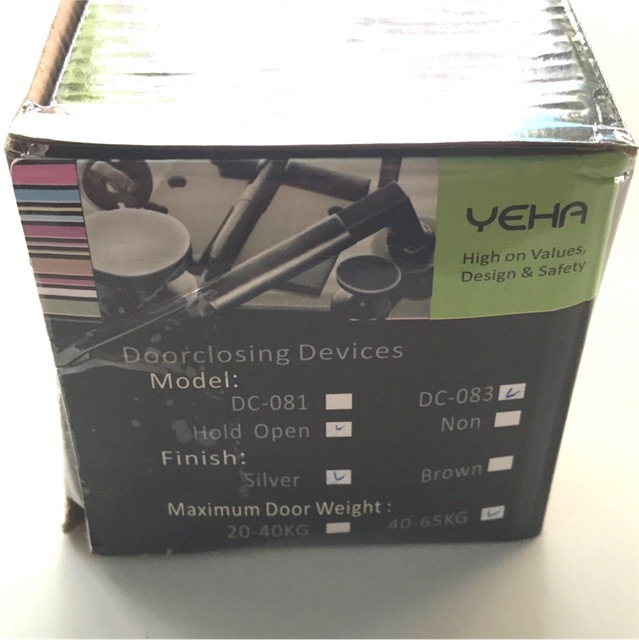 YEHA
High on Values,
Design & Safety
Doorclosing Devices
Model:
DC-081 DC-083
Hold Open Non
Finish:
Silver Brown
Maximum Door Weight :
20-40KG 40-65KG